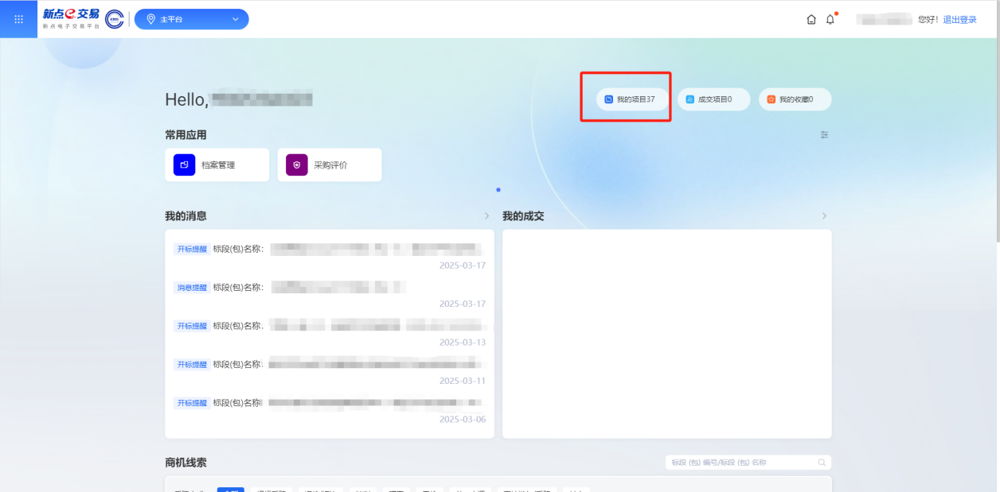 新点e交易
新点电子交易平台
EBS
主平台
您好！ 退出登录
Hello,
我的项目37
成交项目0
我的收藏0
常用应用
档案管理
采购评价
我的消息
我的成交
开标提醒 标段(包)名称：
2025-03-17
消息提醒 标段(包)名称：
2025-03-17
开标提醒 标段(包)名称：
2025-03-13
开标提醒 标段(包)名称：
2025-03-11
开标提醒 标段(包)名称
2025-03-06
商机线索
标段 (包) 编号/标段 (包) 名称